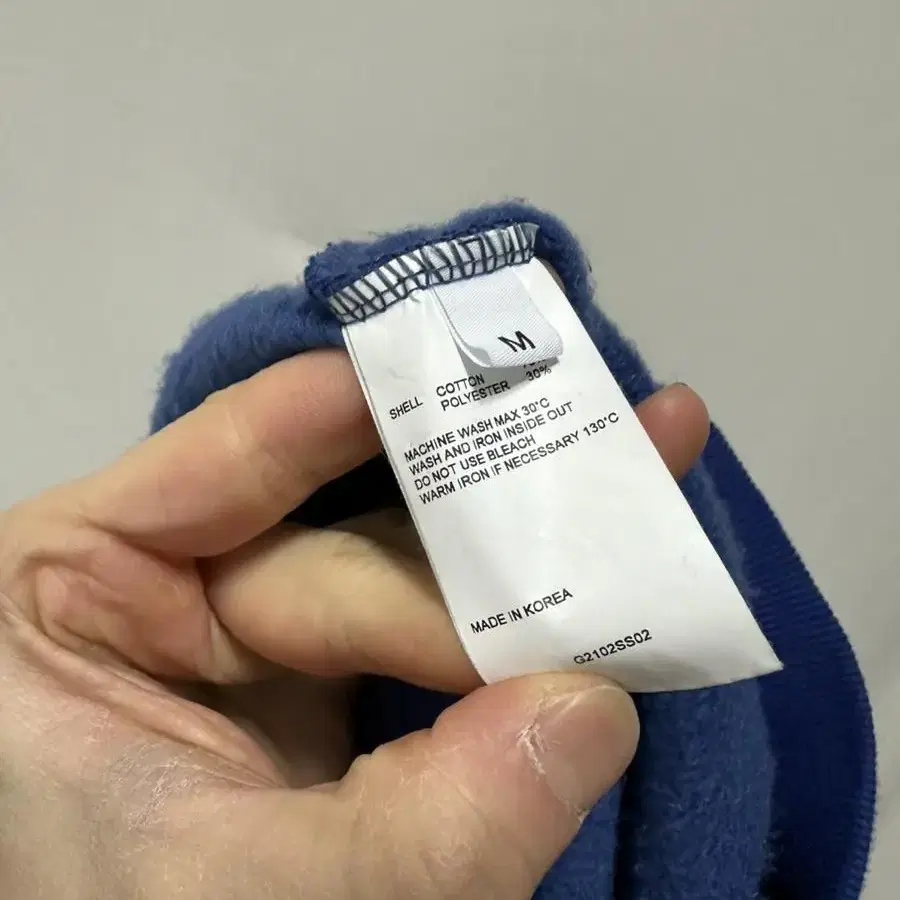 M
SHELL COTTON
POLYESTER 30%
MACHINE WASH MAX 30°C
WASH AND IRON INSIDE OUT
DO NOT USE BLEACH
WARM IRON IF NECESSARY 130°C
MADE IN KOREA
G2102SS02